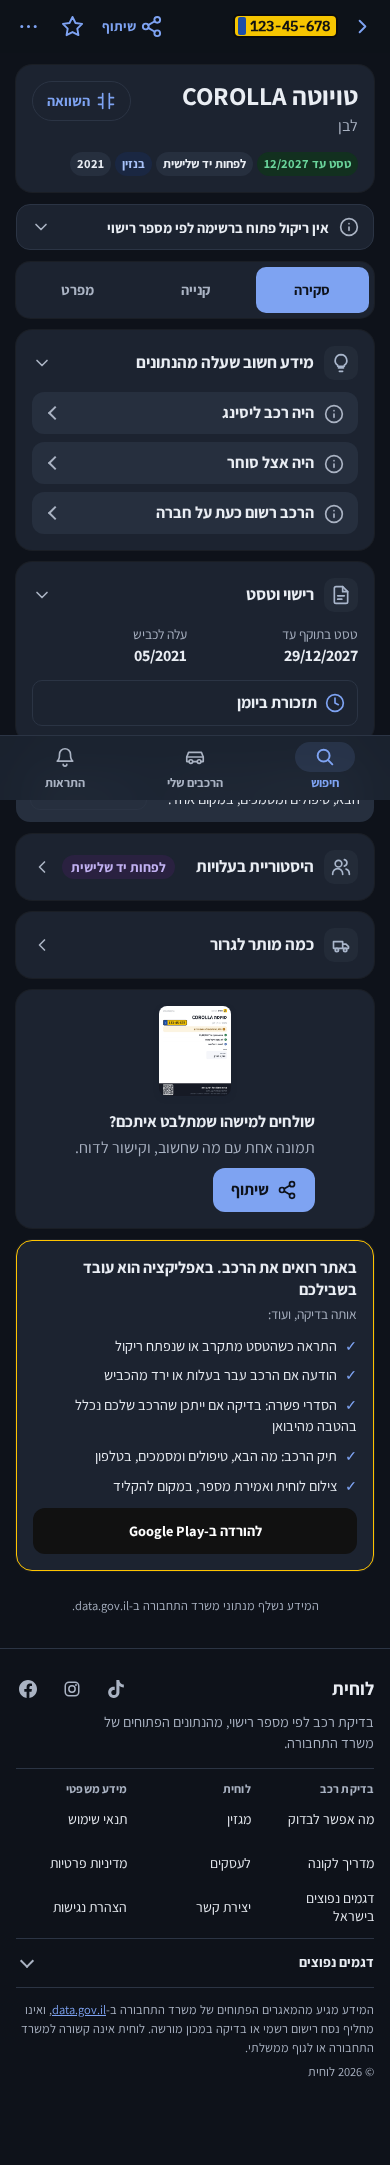 123-45-678
שיתוף
טויוטה COROLLA
לבן
השוואה
טסט עד 12/2027
לפחות יד שלישית
בנזין
2021
אין ריקול פתוח ברשימה לפי מספר רישוי
סקירה
קנייה
מפרט
מידע חשוב שעלה מהנתונים
היה רכב ליסינג
היה אצל סוחר
הרכב רשום כעת על חברה
רישוי וטסט
טסט בתוקף עד
עלה לכביש
29/12/2027
05/2021
תזכורת ביומן
חיפוש
הרכבים שלי
התראות
הבא, טיפולים ומסמכים, במקום אחד.
היסטוריית בעלויות
לפחות יד שלישית
כמה מותר לגרור
שולחים למישהו שמתלבט איתכם?
תמונה אחת עם מה שחשוב, וקישור לדוח.
שיתוף
באתר רואים את הרכב. באפליקציה הוא עובד
בשבילכם
אותה בדיקה, ועוד:
✓ התראה כשהטסט מתקרב או שנפתח ריקול
✓ הודעה אם הרכב עבר בעלות או ירד מהכביש
✓ הסדרי פשרה: בדיקה אם ייתכן שהרכב שלכם נכלל
בהטבה מהיבואן
✓ תיק הרכב: מה הבא, טיפולים ומסמכים, בטלפון
✓ צילום לוחית ואמירת מספר, במקום להקליד
להורדה ב-Google Play
המידע נשלף מנתוני משרד התחבורה ב-data.gov.il.
לוחית
בדיקת רכב לפי מספר רישוי, מהנתונים הפתוחים של
משרד התחבורה.
בדיקת רכב
לוחית
מידע משפטי
מה אפשר לבדוק
מגזין
תנאי שימוש
מדריך לקונה
לעסקים
מדיניות פרטיות
דגמים נפוצים
בישראל
יצירת קשר
הצהרת נגישות
דגמים נפוצים
המידע מגיע מהמאגרים הפתוחים של משרד התחבורה ב-data.gov.il, ואינו
מחליף נסח רישום רשמי או בדיקה במכון מורשה. לוחית אינה קשורה למשרד
התחבורה או לגוף ממשלתי.
© 2026 לוחית